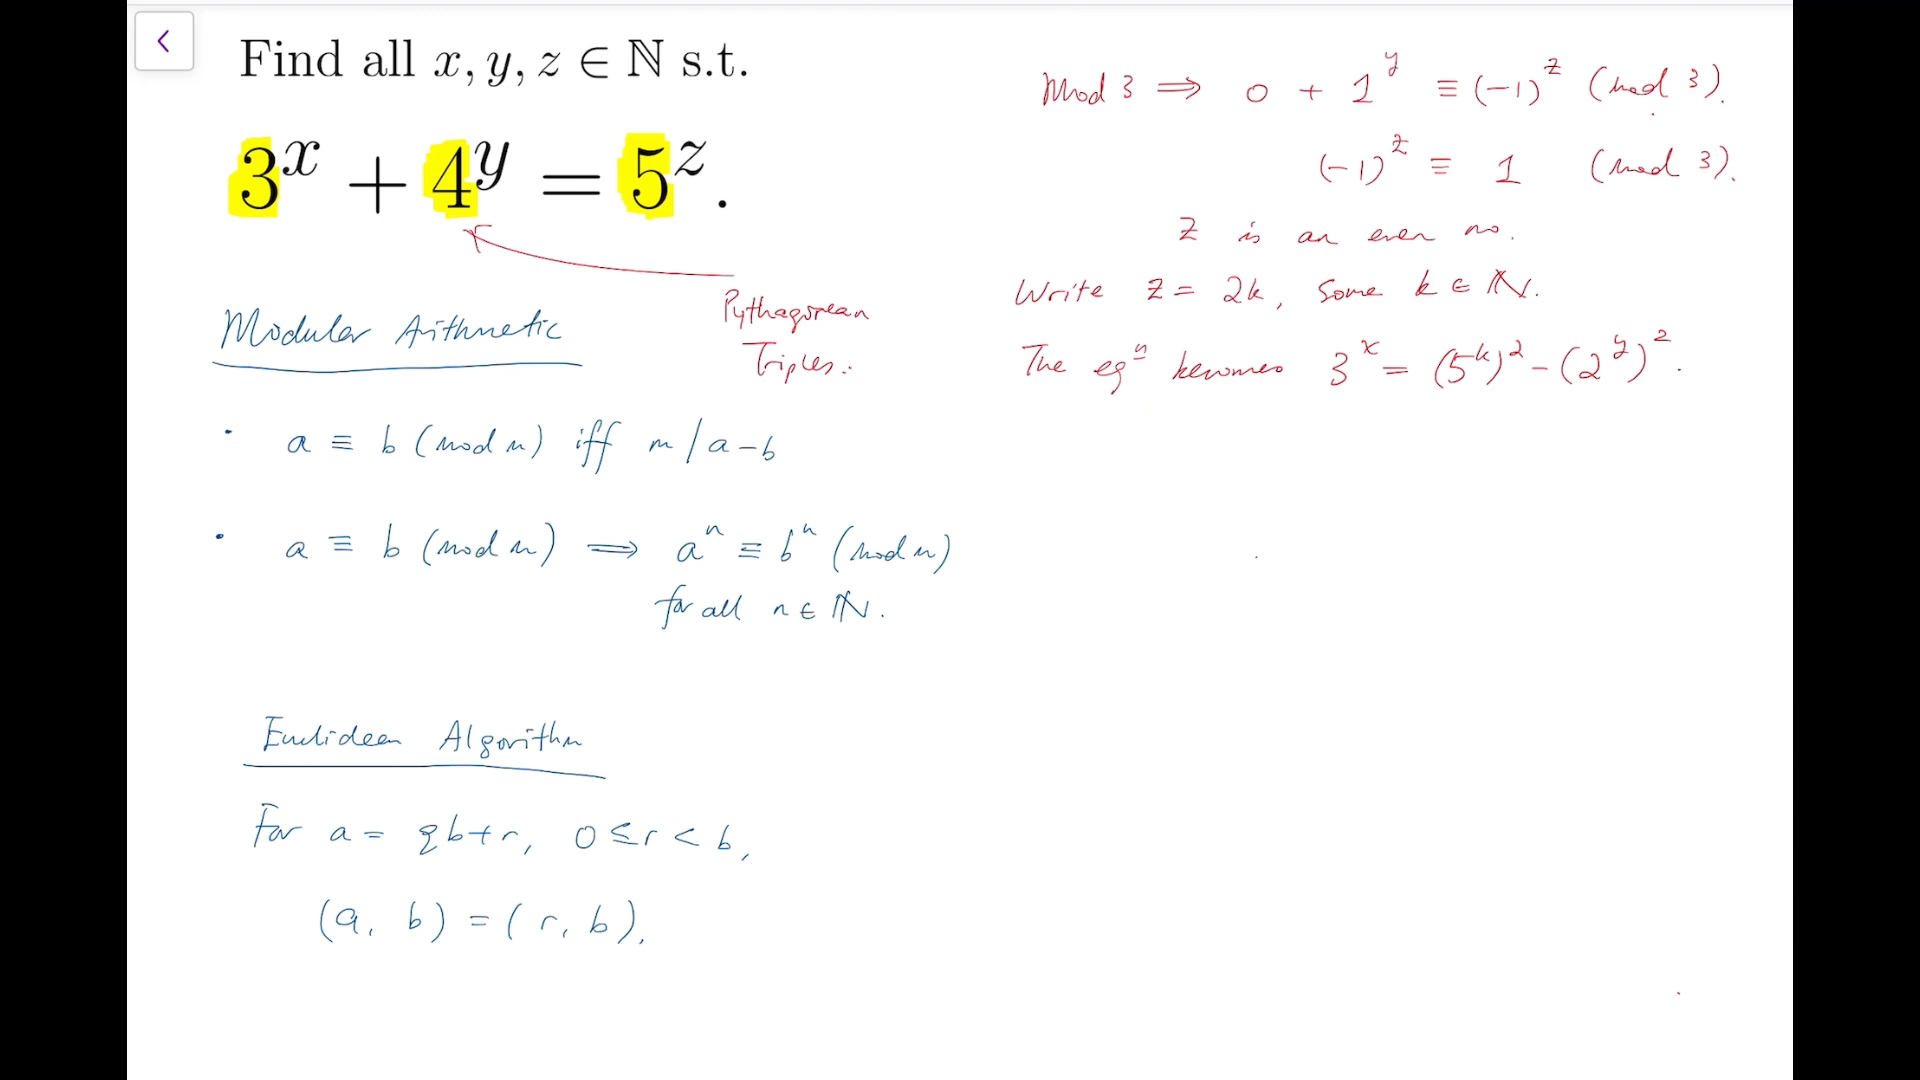 Find all x, y, z ∈ ℕ s.t.
3^x + 4^y = 5^z.
Pythagorean
Triples.
Modular Arithmetic
· a ≡ b (mod m) iff m | a - b
· a ≡ b (mod m) ⟹ a^n ≡ b^n (mod m)
for all n ∈ ℕ.
Euclidean Algorithm
For a = qb + r, 0 ≤ r < b,
(a, b) = (r, b).
Mod 3 ⟹ 0 + 1^y ≡ (-1)^z (mod 3).
(-1)^z ≡ 1 (mod 3).
z is an even no.
Write z = 2k, some k ∈ ℕ.
The eq^n becomes 3^x = (5^k)^2 - (2^y)^2.